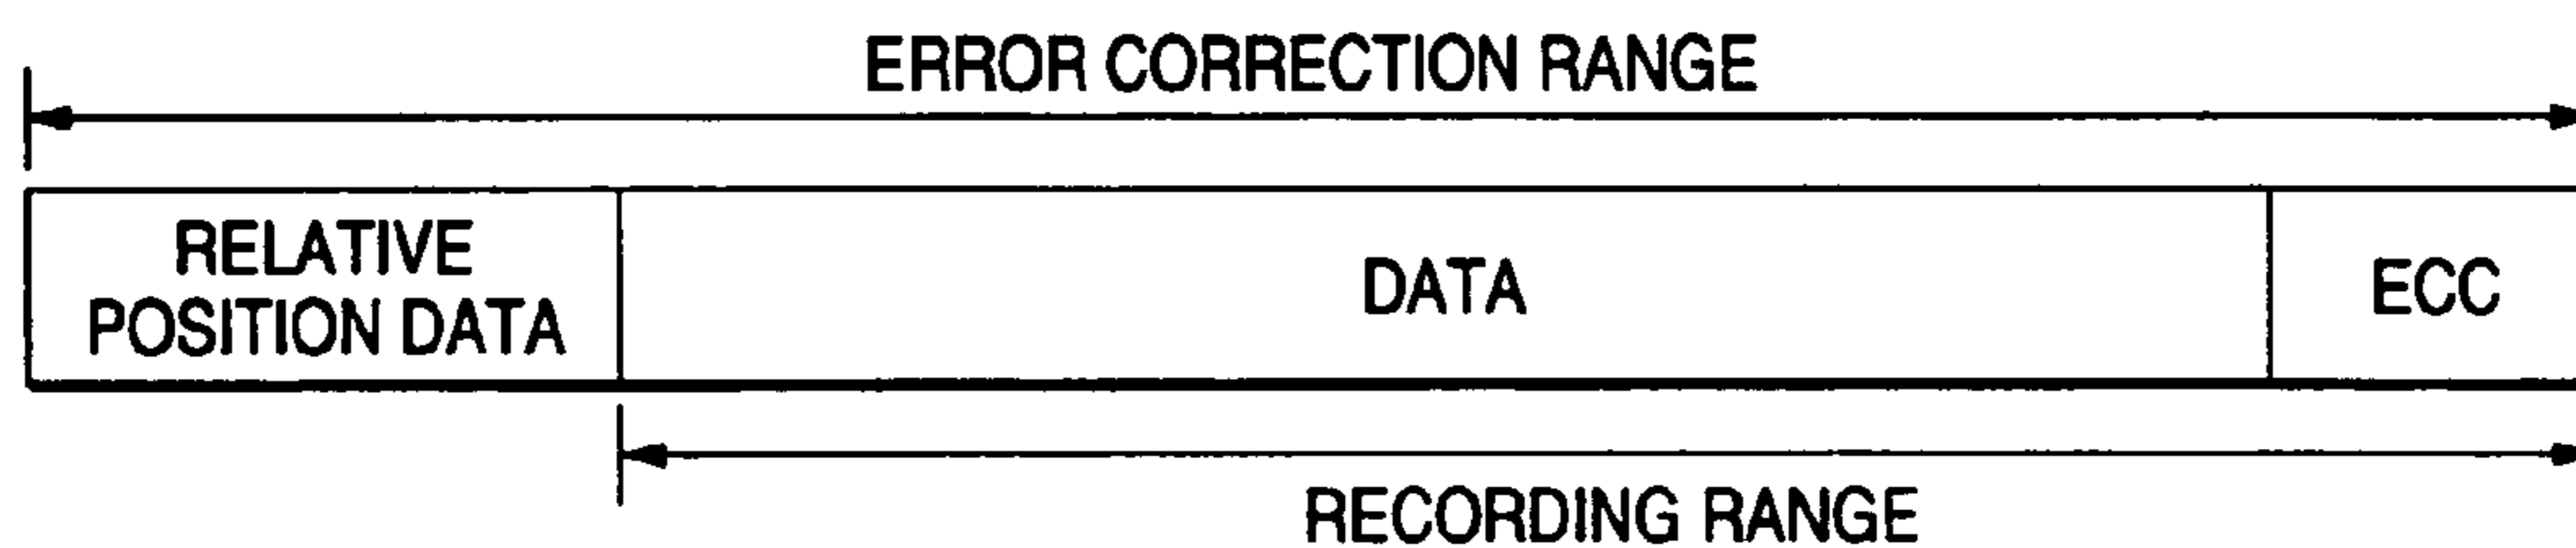 ERROR CORRECTION RANGE
RELATIVE
POSITION DATA
DATA
ECC
RECORDING RANGE